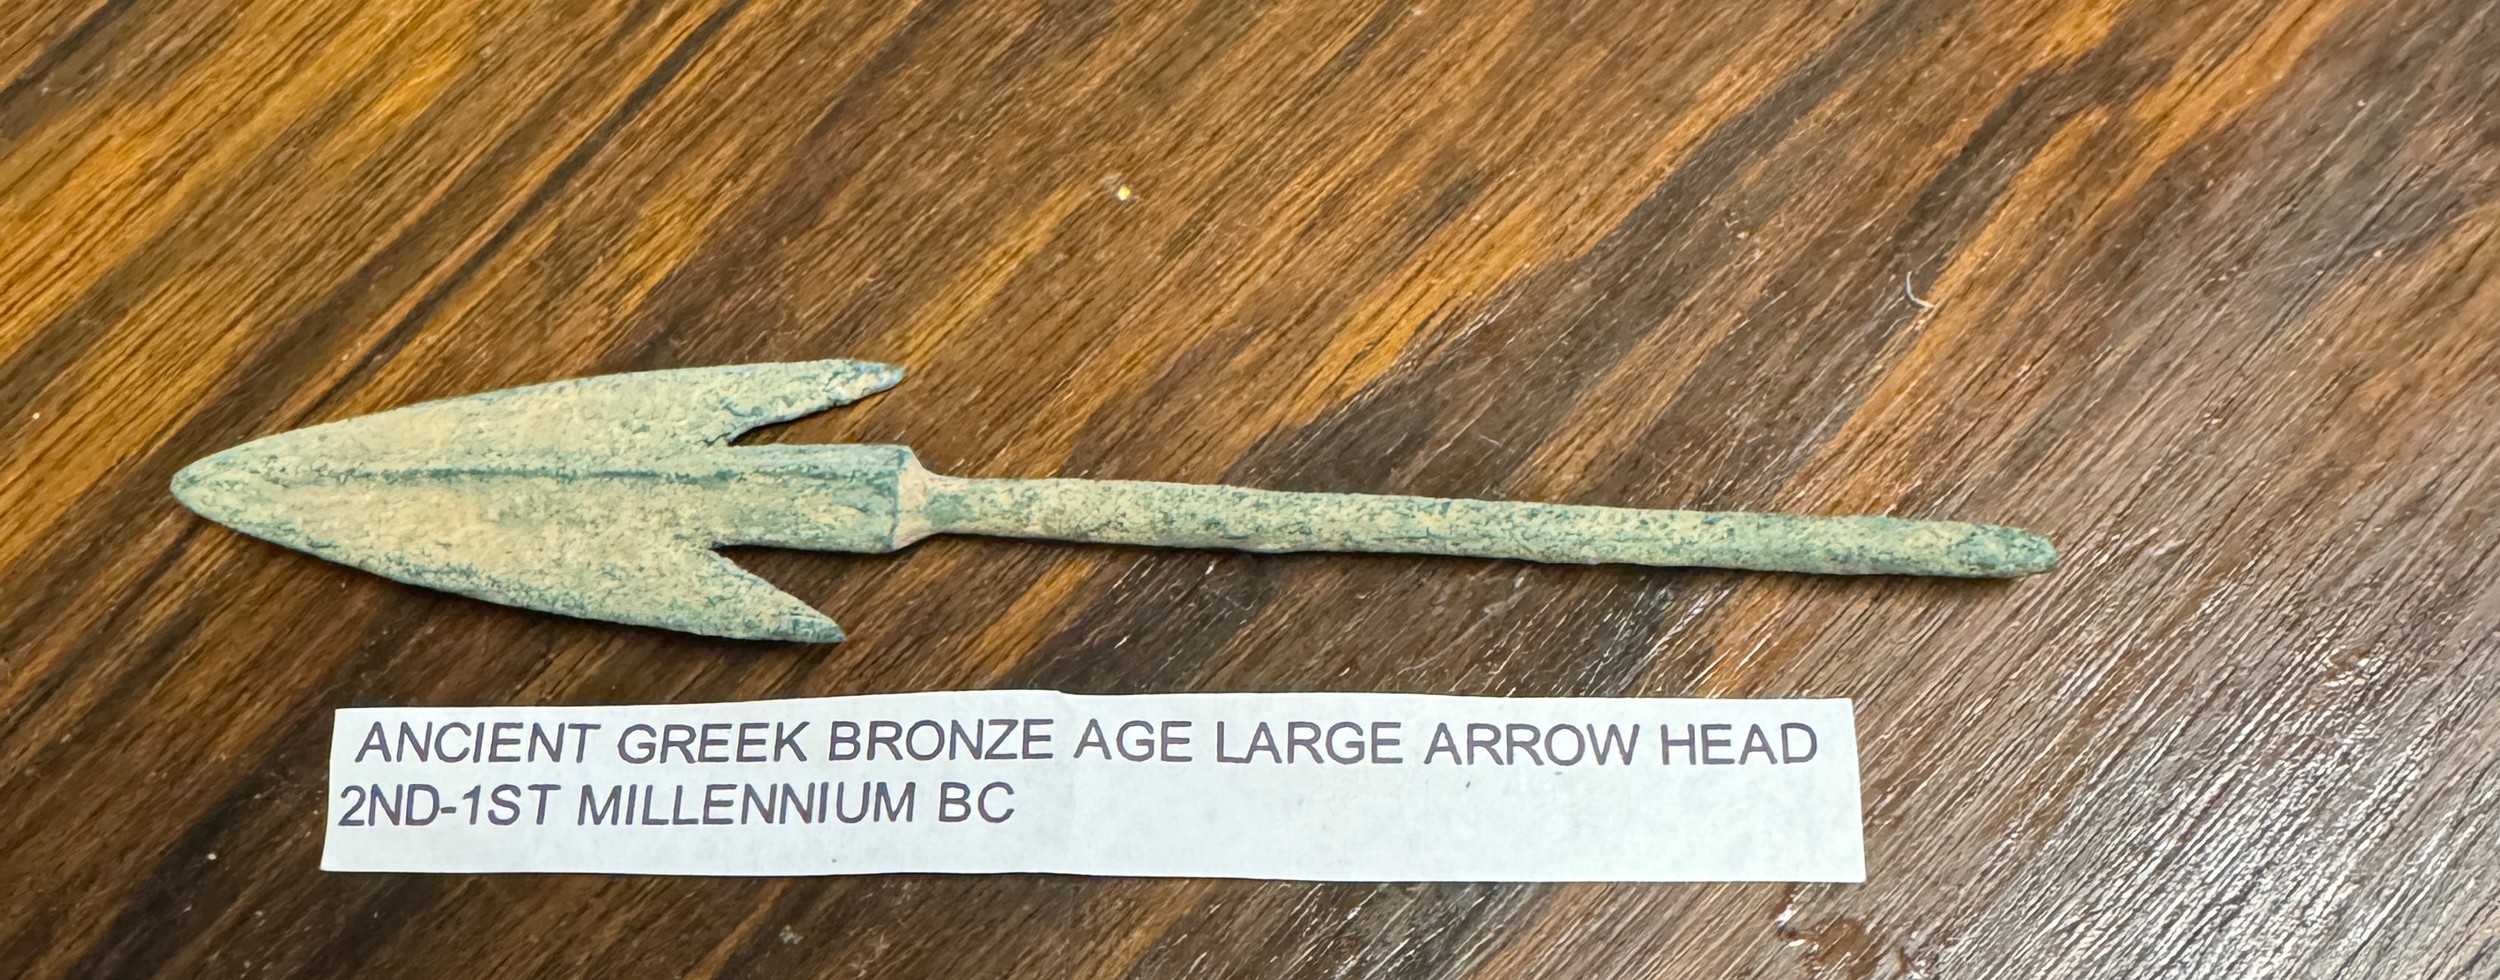 ANCIENT GREEK BRONZE AGE LARGE ARROW HEAD
2ND-1ST MILLENNIUM BC